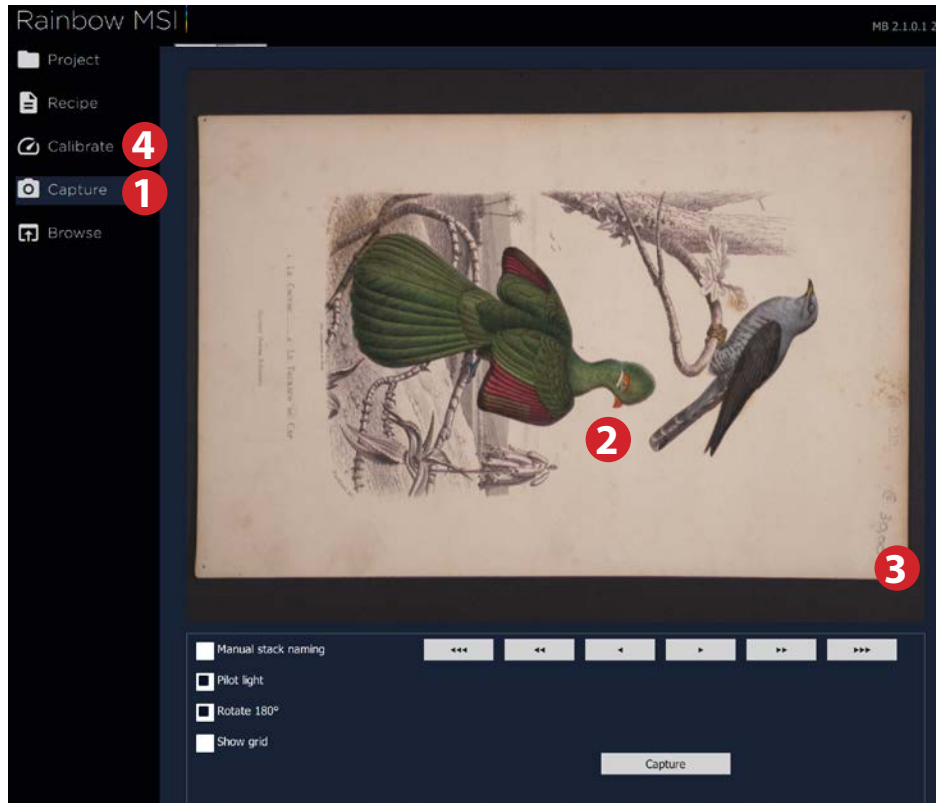 Rainbow MSI
MB 2.1.0.1 2
Project
Recipe
Calibrate 4
Capture 1
Browse
2
3
Manual stack naming
Pilot light
Rotate 180°
Show grid
Capture